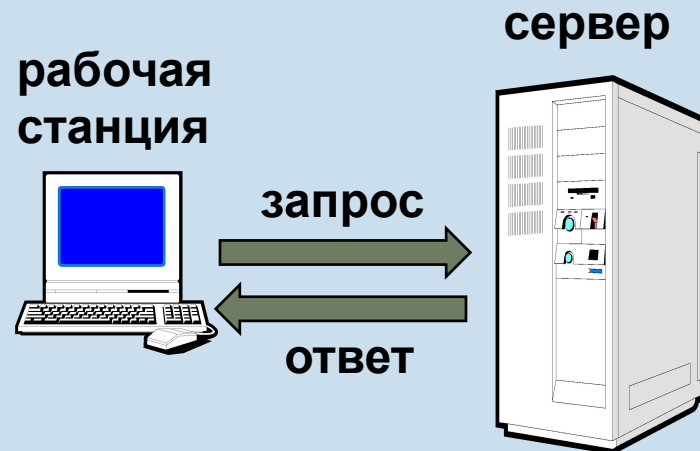 сервер
рабочая
станция
запрос
ответ